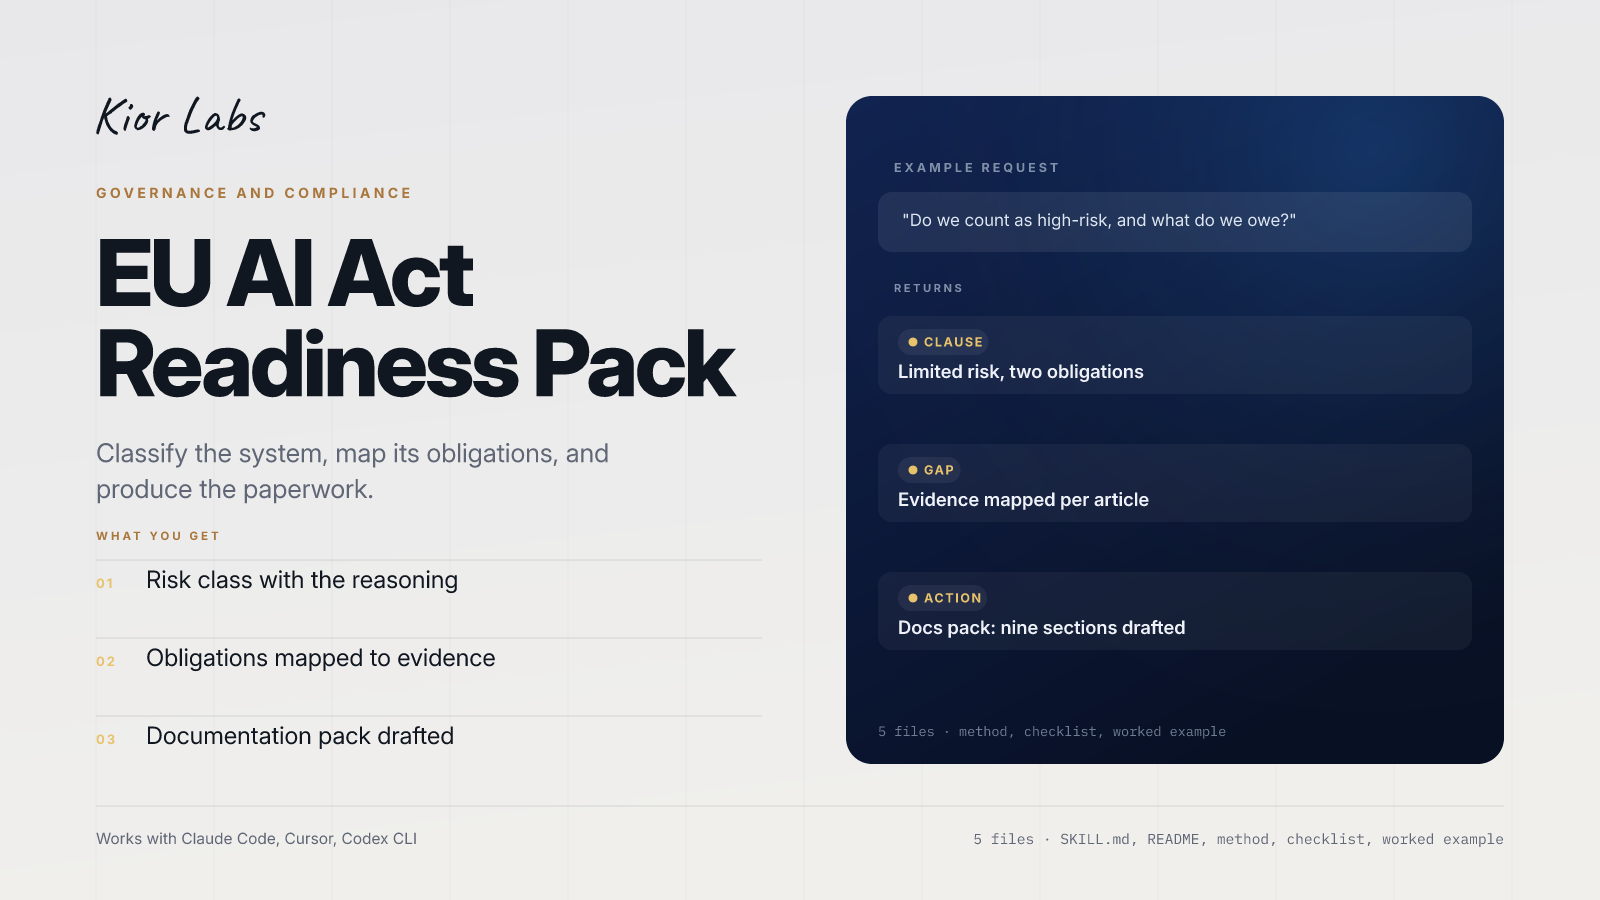 Kior Labs
GOVERNANCE AND COMPLIANCE
EU AI Act
Readiness Pack
Classify the system, map its obligations, and
produce the paperwork.
WHAT YOU GET
01 Risk class with the reasoning
02 Obligations mapped to evidence
03 Documentation pack drafted
EXAMPLE REQUEST
"Do we count as high-risk, and what do we owe?"
RETURNS
CLAUSE
Limited risk, two obligations
GAP
Evidence mapped per article
ACTION
Docs pack: nine sections drafted
5 files · method, checklist, worked example
Works with Claude Code, Cursor, Codex CLI
5 files · SKILL.md, README, method, checklist, worked example